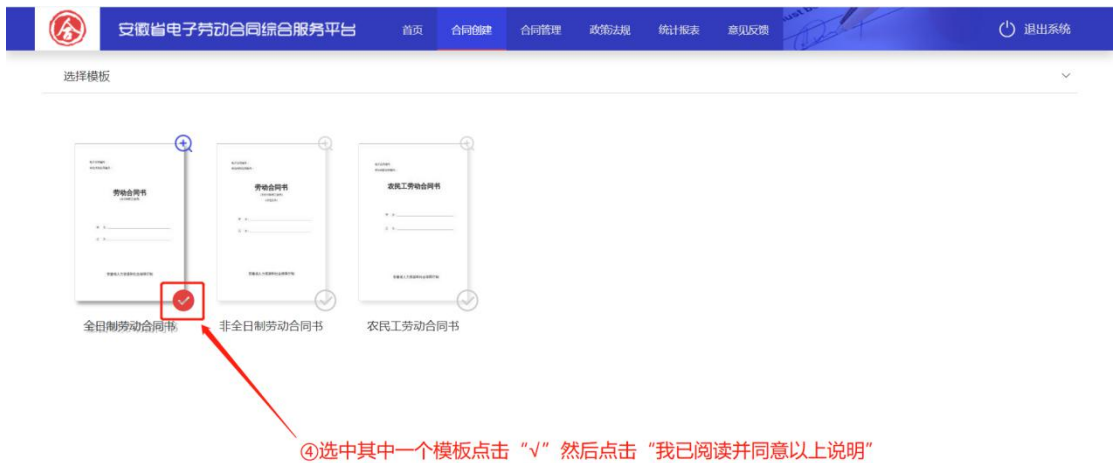 合
安徽省电子劳动合同综合服务平台
首页 合同创建 合同管理 政策法规 统计报表 意见反馈
退出系统
选择模板
劳动合同书
劳动合同书
农民工劳动合同书
全日制劳动合同书
非全日制劳动合同书
农民工劳动合同书
④选中其中一个模板点击“√”然后点击“我已阅读并同意以上说明”